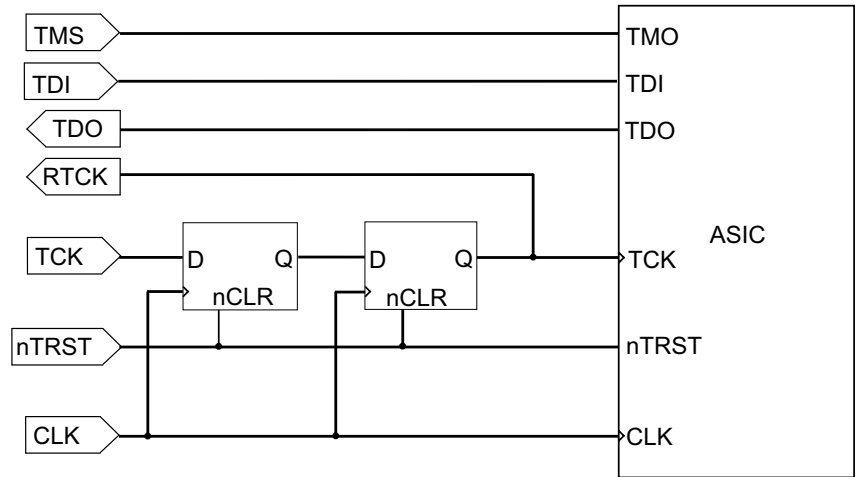 TMS
TMO
TDI
TDI
TDO
TDO
RTCK
ASIC
TCK
D
Q
nCLR
D
Q
nCLR
TCK
nTRST
nTRST
CLK
CLK